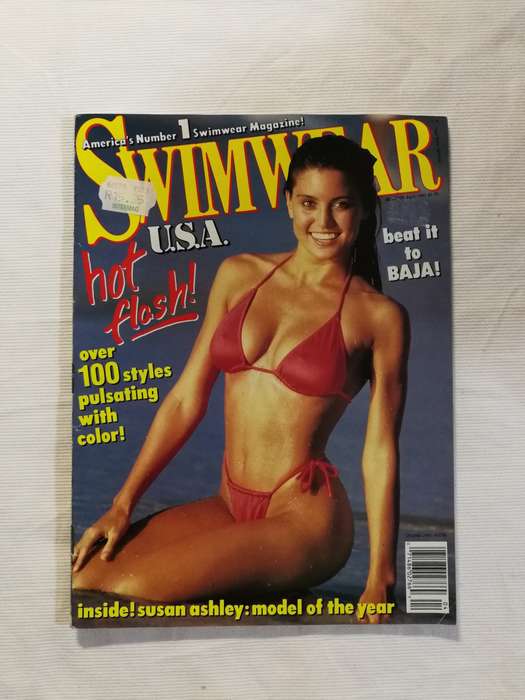 America's Number 1 Swimwear Magazine!
SWIMWEAR
U.S.A.
hot
flash!
beat it
to
BAJA!
over
100 styles
pulsating
with
color!
inside! susan ashley: model of the year